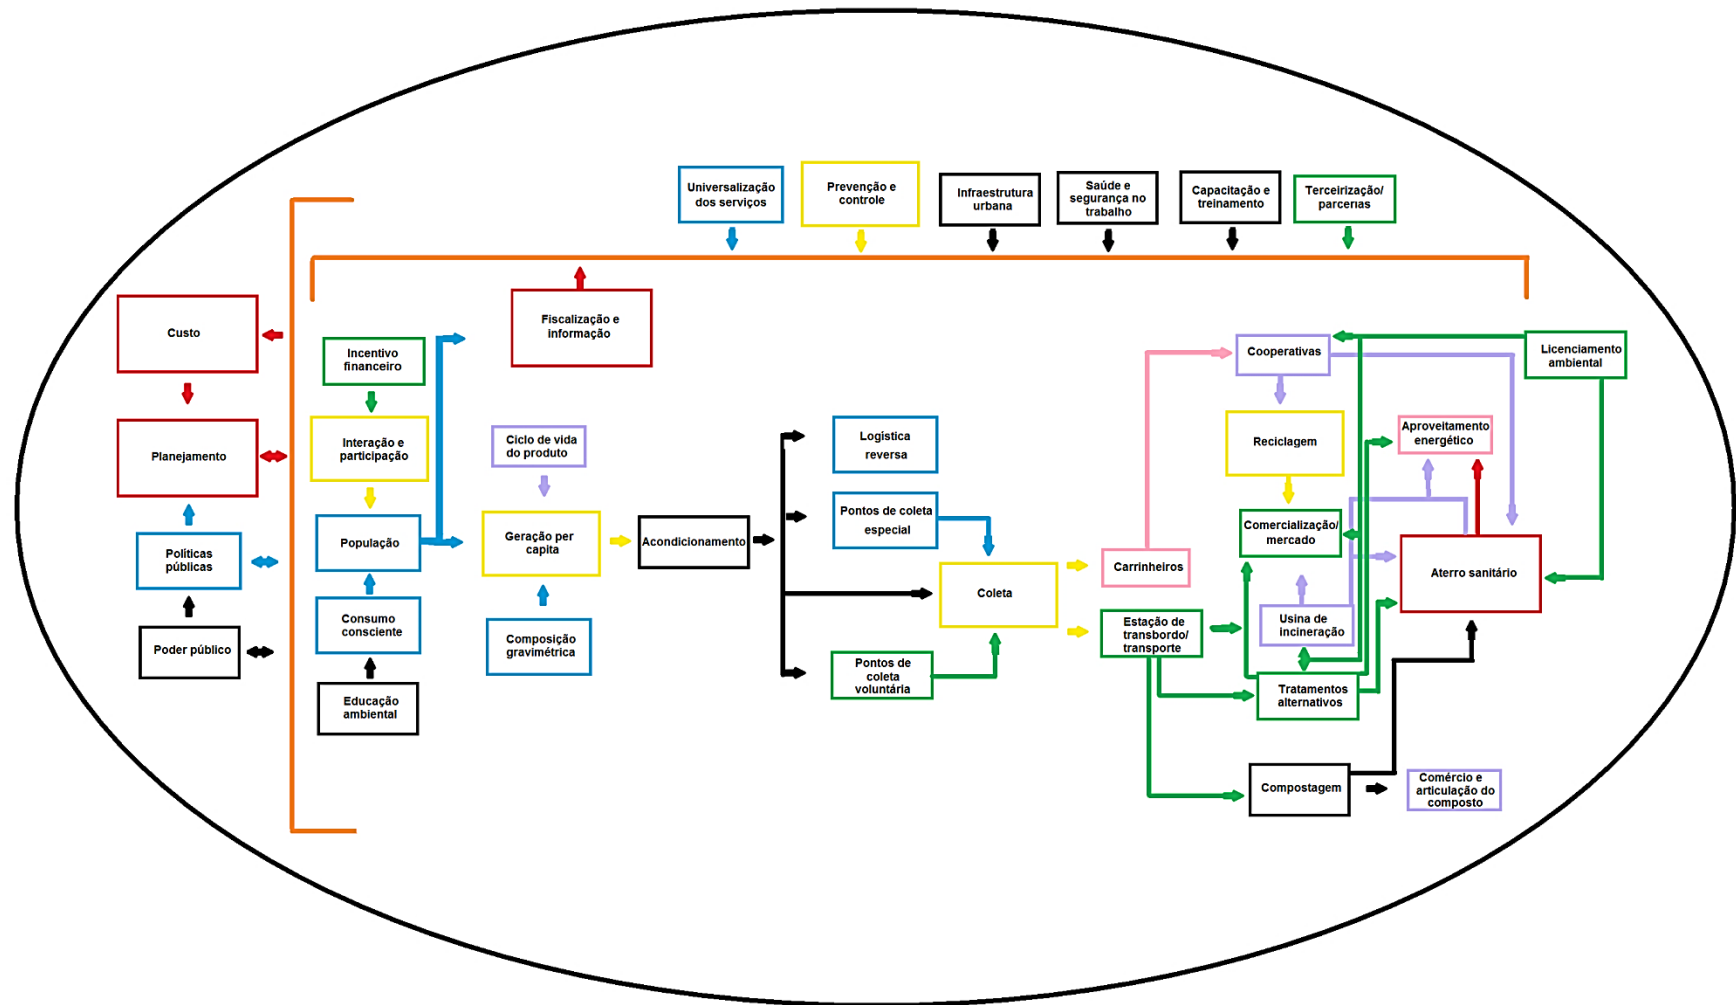 Universalização
dos serviços
Prevenção e
controle
Infraestrutura
urbana
Saúde e
segurança no
trabalho
Capacitação e
treinamento
Terceirização/
parcerias
Custo
Planejamento
Políticas
públicas
Poder público
Incentivo
financeiro
Interação e
participação
População
Consumo
consciente
Educação
ambiental
Fiscalização e
informação
Ciclo de vida
do produto
Geração per
capita
Composição
gravimétrica
Acondicionamento
Logística
reversa
Pontos de coleta
especial
Coleta
Pontos de
coleta
voluntária
Carrinheiros
Estação de
transbordo/
transporte
Cooperativas
Reciclagem
Comercialização/
mercado
Usina de
incineração
Tratamentos
alternativos
Compostagem
Licenciamento
ambiental
Aproveitamento
energético
Aterro sanitário
Comércio e
articulação do
composto